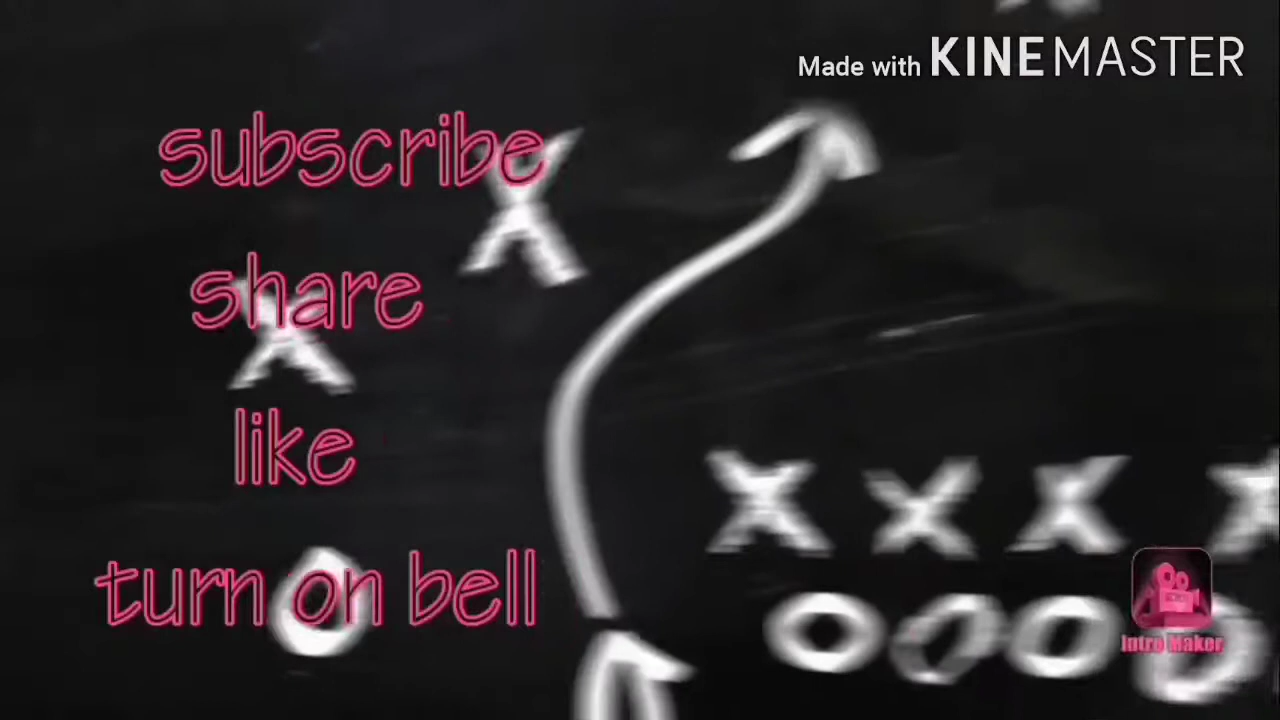 Made with KINEMASTER
subscribe
share
like
turn on bell
Intro Maker